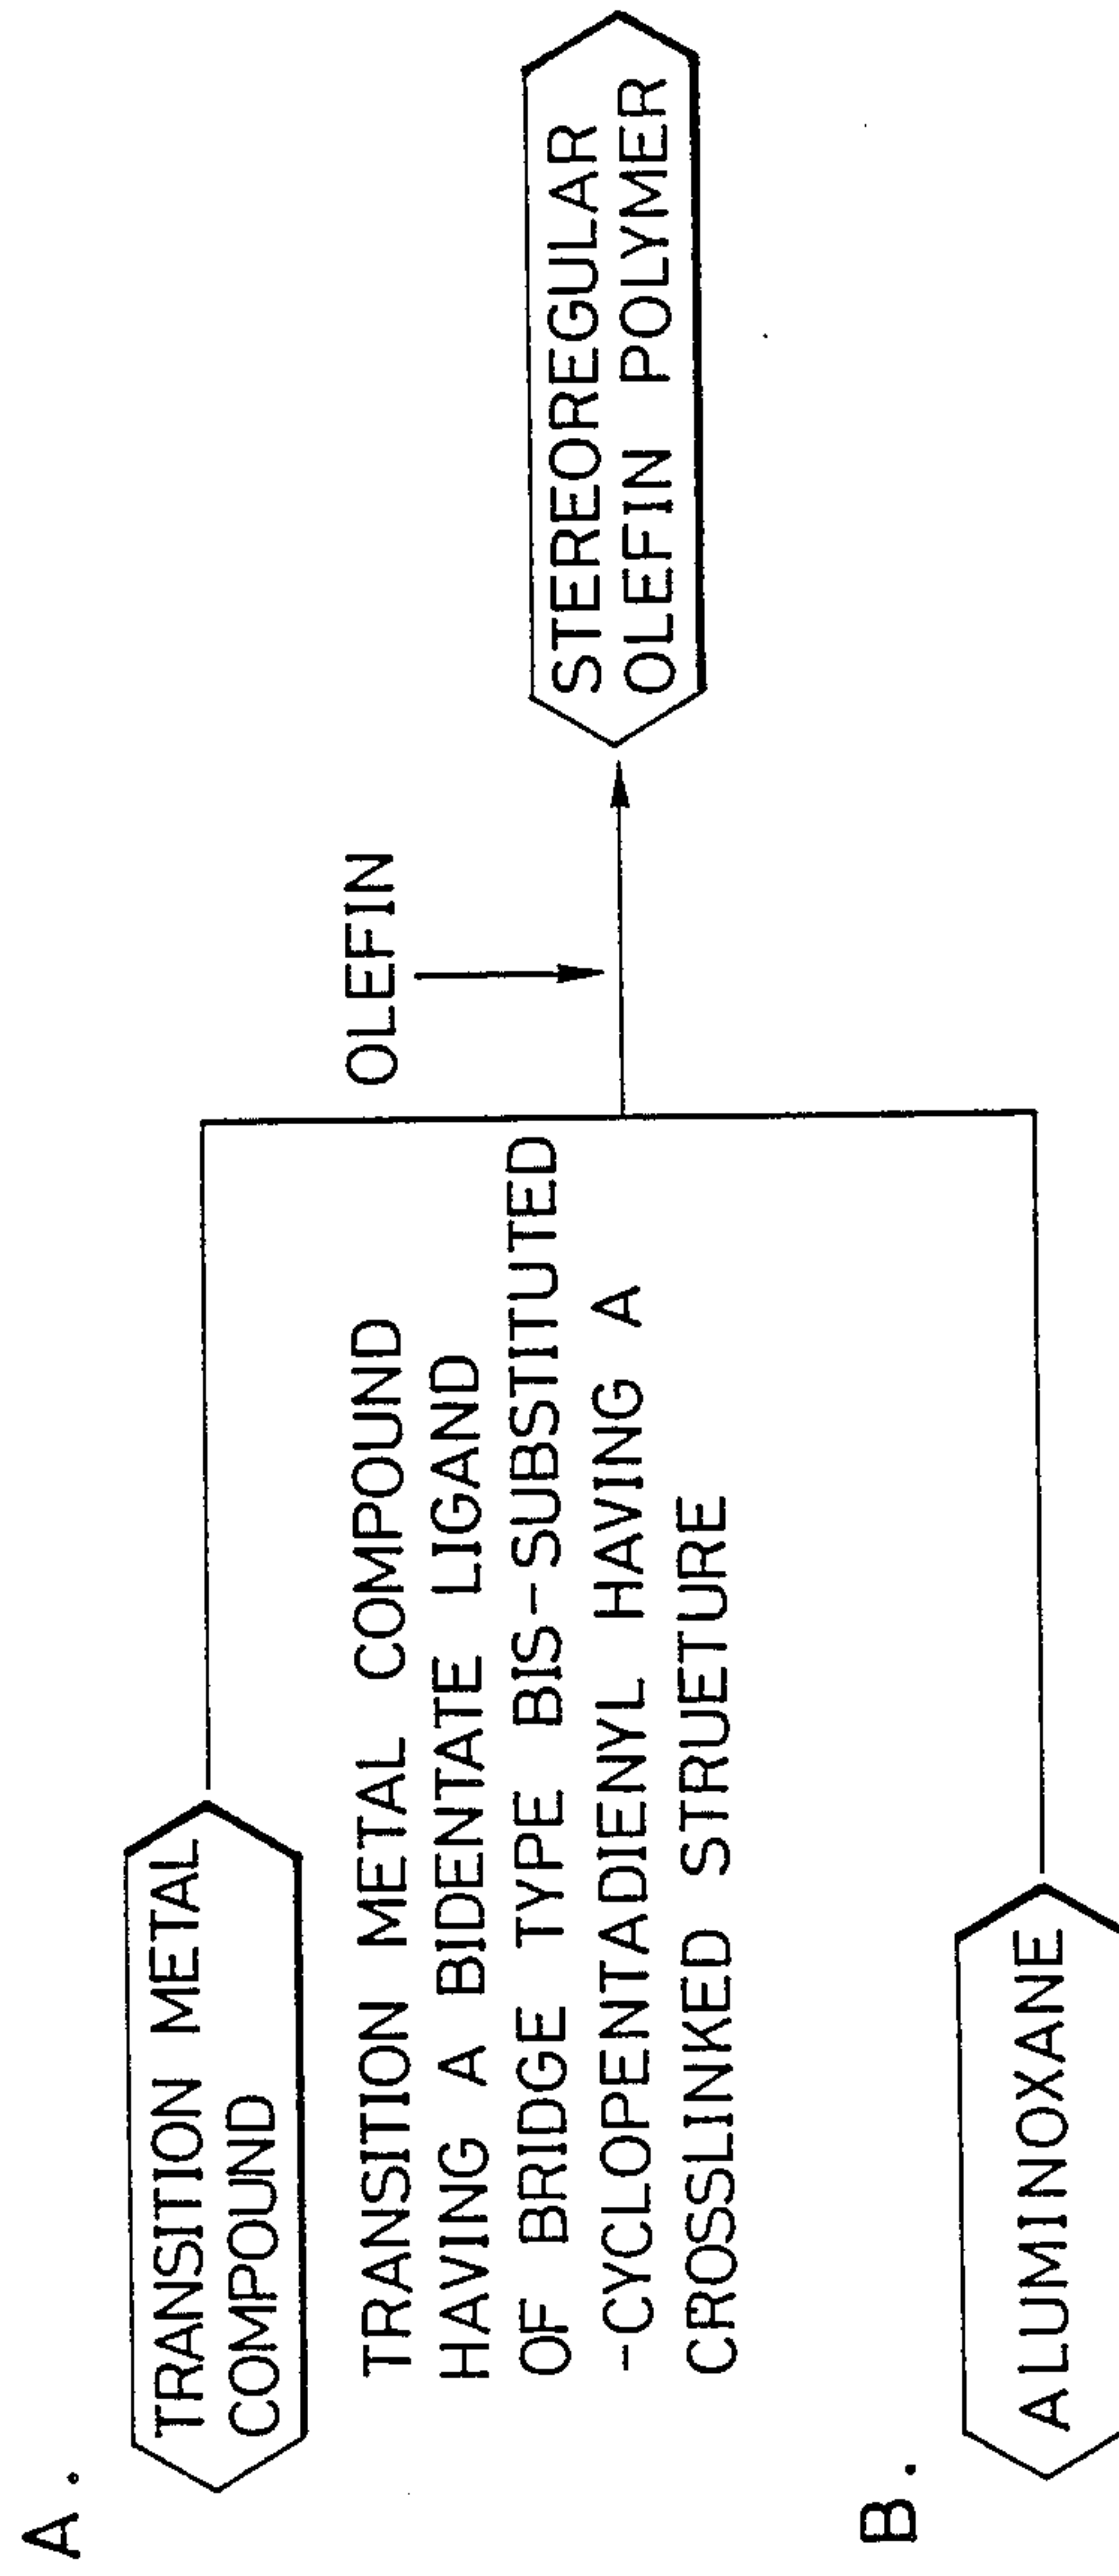 A.
TRANSITION METAL
COMPOUND
TRANSITION METAL COMPOUND
HAVING A BIDENTATE LIGAND
OF BRIDGE TYPE BIS-SUBSTITUTED
-CYCLOPENTADIENYL HAVING A
CROSSLINKED STRUETURE
B.
ALUMINOXANE
OLEFIN
STEREOREGULAR
OLEFIN POLYMER